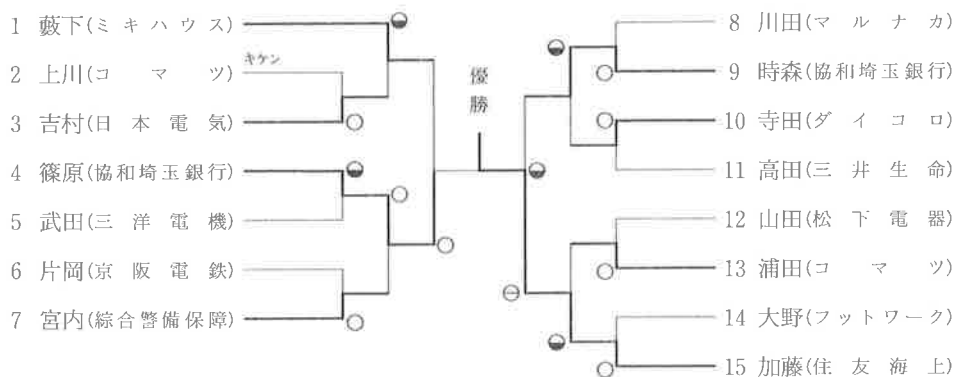 1 藪下(ミキハウス)
キケン
2 上川(コマツ)
3 吉村(日本電気)
4 篠原(協和埼玉銀行)
5 武田(三洋電機)
6 片岡(京阪電鉄)
7 宮内(綜合警備保障)
優勝
8 川田(マルナカ)
9 時森(協和埼玉銀行)
10 寺田(ダイコロ)
11 高田(三井生命)
12 山田(松下電器)
13 浦田(コマツ)
14 大野(フットワーク)
15 加藤(住友海上)